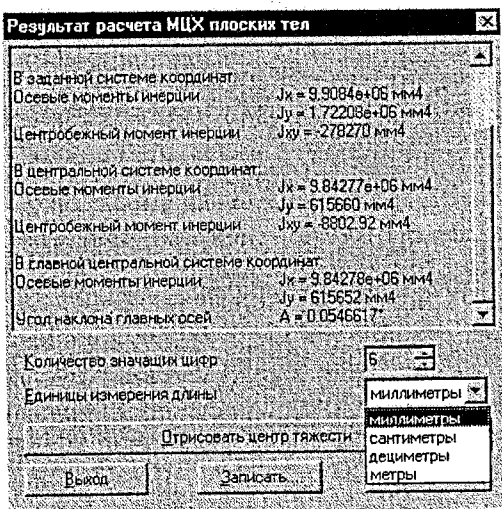 Результат расчета МЦХ плоских тел
В заданной системе координат:
Осевые моменты инерции Jx = 9.9084e+06 мм4
Jy = 1.72208e+06 мм4
Центробежный момент инерции Jxy = -278270 мм4
В центральной системе координат:
Осевые моменты инерции Jx = 9.84277e+06 мм4
Jy = 615660 мм4
Центробежный момент инерции Jxy = -8802.92 мм4
В главной центральной системе координат:
Осевые моменты инерции Jx = 9.84278e+06 мм4
Jy = 615652 мм4
Угол наклона главных осей A = 0.0546617°
Количество значащих цифр 6
Единицы измерения длины миллиметры
миллиметры
сантиметры
дециметры
метры
Отрисовать центр тяжести
Выход Записать...